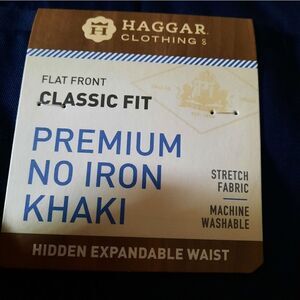 HAGGAR
CLOTHING
FLAT FRONT
CLASSIC FIT
PREMIUM
NO IRON
KHAKI
STRETCH
FABRIC
MACHINE
WASHABLE
HIDDEN EXPANDABLE WAIST